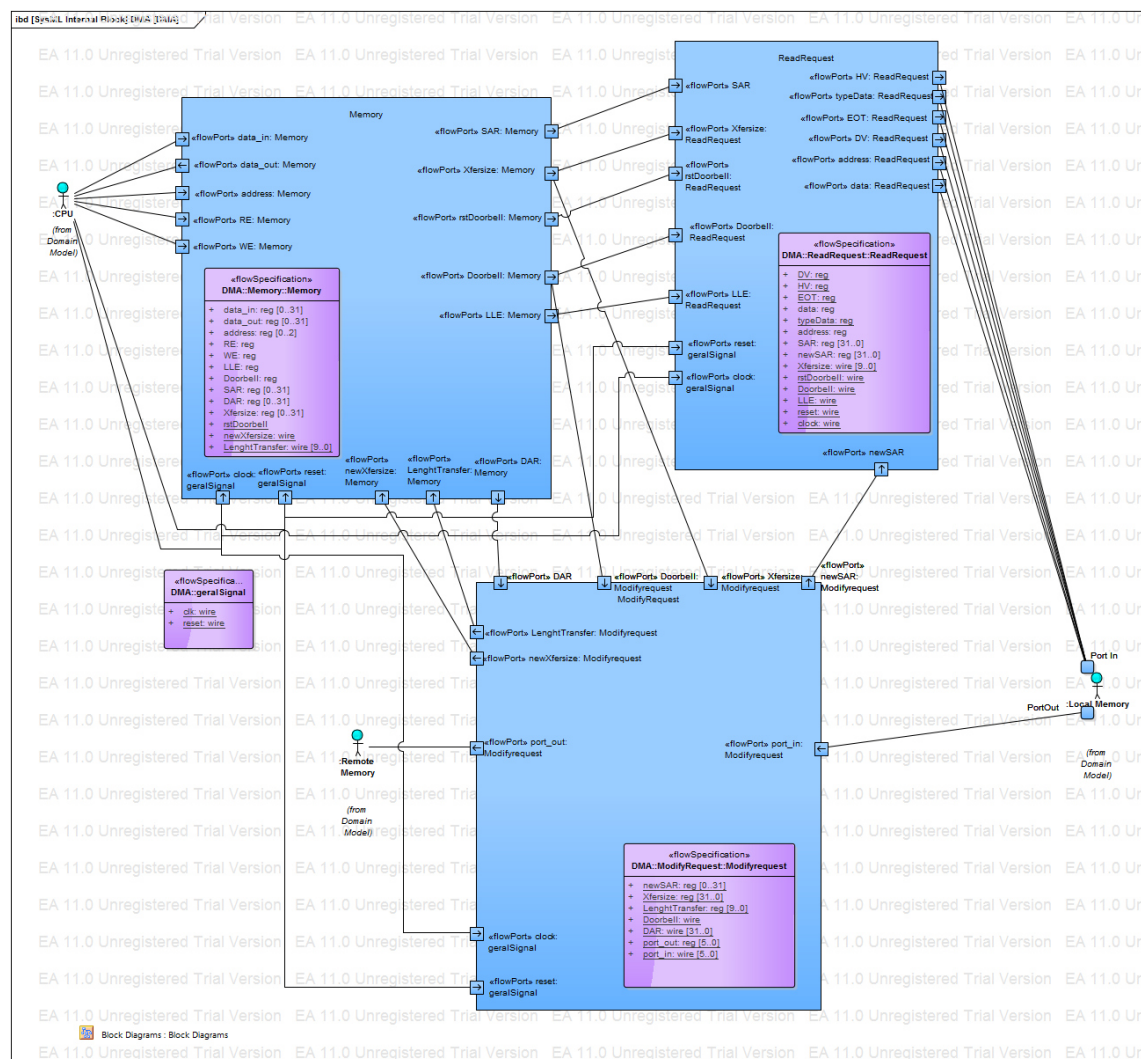 ibd [SysML Internal Block] DMA [DMA]
EA 11.0 Unregistered Trial Version
Memory
«flowPort» data_in: Memory
«flowPort» data_out: Memory
«flowPort» address: Memory
«flowPort» RE: Memory
«flowPort» WE: Memory
«flowPort» SAR: Memory
«flowPort» Xfersize: Memory
«flowPort» rstDoorbell: Memory
«flowPort» Doorbell: Memory
«flowPort» LLE: Memory
:CPU
(from
Domain
Model)
«flowSpecification»
DMA::Memory::Memory
+ data_in: reg [0..31]
+ data_out: reg [0..31]
+ address: reg [0..2]
+ RE: reg
+ WE: reg
+ LLE: reg
+ Doorbell: reg
+ SAR: reg [0..31]
+ DAR: reg [0..31]
+ Xfersize: reg [0..31]
+ rstDoorbell
+ newXfersize: wire
+ LenghtTransfer: wire [9..0]
«flowPort» clock:
geralSignal
«flowPort» reset:
geralSignal
«flowPort»
newXfersize:
Memory
«flowPort»
LenghtTransfer:
Memory
«flowPort» DAR:
Memory
ReadRequest
«flowPort» SAR
«flowPort» Xfersize:
ReadRequest
«flowPort»
rstDoorbell:
ReadRequest
«flowPort» Doorbell:
ReadRequest
«flowPort» LLE:
ReadRequest
«flowPort» reset:
geralSignal
«flowPort» clock:
geralSignal
«flowPort» HV: ReadRequest
«flowPort» typeData: ReadRequest
«flowPort» EOT: ReadRequest
«flowPort» DV: ReadRequest
«flowPort» address: ReadRequest
«flowPort» data: ReadRequest
«flowSpecification»
DMA::ReadRequest::ReadRequest
+ DV: reg
+ HV: reg
+ EOT: reg
+ data: reg
+ typeData: reg
+ address: reg
+ SAR: reg [31..0]
+ newSAR: reg [31..0]
+ Xfersize: wire [9..0]
+ rstDoorbell: wire
+ Doorbell: wire
+ LLE: wire
+ reset: wire
+ clock: wire
«flowPort» newSAR
«flowSpecifica...
DMA::geralSignal
+ clk: wire
+ reset: wire
«flowPort» DAR
«flowPort» Doorbell:
Modifyrequest
ModifyRequest
«flowPort» Xfersize:
Modifyrequest
«flowPort»
newSAR:
Modifyrequest
«flowPort» LenghtTransfer: Modifyrequest
«flowPort» newXfersize: Modifyrequest
«flowPort» port_out:
Modifyrequest
«flowPort» port_in:
Modifyrequest
:Remote
Memory
(from
Domain
Model)
Port In
:Local Memory
PortOut
(from
Domain
Model)
«flowSpecification»
DMA::ModifyRequest::Modifyrequest
+ newSAR: reg [0..31]
+ Xfersize: reg [31..0]
+ LenghtTransfer: reg [9..0]
+ Doorbell: wire
+ DAR: wire [31..0]
+ port_out: reg [5..0]
+ port_in: wire [5..0]
«flowPort» clock:
geralSignal
«flowPort» reset:
geralSignal
Block Diagrams : Block Diagrams